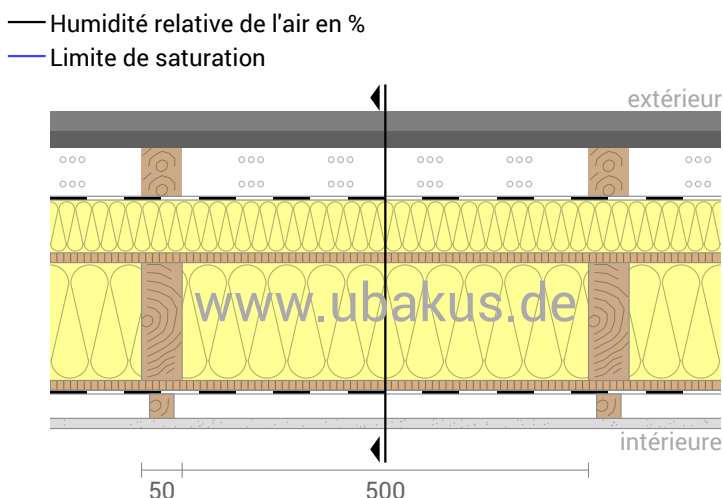 Humidité relative de l'air en %
Limite de saturation
extérieur
www.ubakus.de
intérieure
50
500